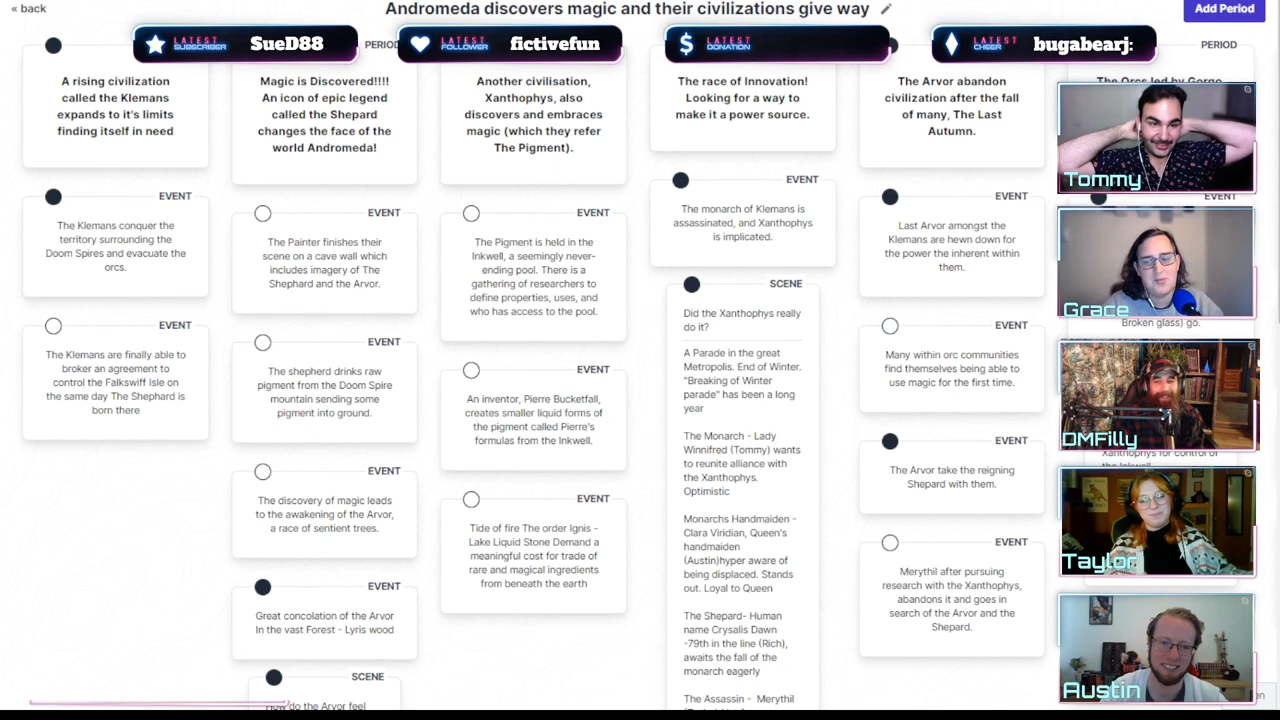 « back
Andromeda discovers magic and their civilizations give way
Add Period
LATEST
SUBSCRIBER
SueD88
LATEST
FOLLOWER
fictivefun
LATEST
DONATION
LATEST
CHEER
bugabearj:
A rising civilization
called the Klemans
expands to it's limits
finding itself in need
EVENT
The Klemans conquer the
territory surrounding the
Doom Spires and evacuate the
orcs.
EVENT
The Klemans are finally able to
broker an agreement to
control the Falkswiff Isle on
the same day The Shepard is
born there
PERIOD
Magic is Discovered!!!!
An icon of epic legend
called the Shepard
changes the face of the
world Andromeda!
EVENT
The Painter finishes their
scene on a cave wall which
includes imagery of The
Shephard and the Arvor.
EVENT
The shepherd drinks raw
pigment from the Doom Spire
mountain sending some
pigment into ground.
EVENT
The discovery of magic leads
to the awakening of the Arvor,
a race of sentient trees.
EVENT
Great concolation of the Arvor
In the vast Forest - Lyris wood
SCENE
How do the Arvor feel
Another civilisation,
Xanthophys, also
discovers and embraces
magic (which they refer
The Pigment).
EVENT
The Pigment is held in the
Inkwell, a seemingly never-
ending pool. There is a
gathering of researchers to
define properties, uses, and
who has access to the pool.
EVENT
An inventor, Pierre Bucketfall,
creates smaller liquid forms of
the pigment called Pierre's
formulas from the Inkwell.
EVENT
Tide of fire The order Ignis -
Lake Liquid Stone Demand a
meaningful cost for trade of
rare and magical ingredients
from beneath the earth
The race of Innovation!
Looking for a way to
make it a power source.
EVENT
The monarch of Klemans is
assassinated, and Xanthophys
is implicated.
SCENE
Did the Xanthophys really
do it?
A Parade in the great
Metropolis. End of Winter.
"Breaking of Winter
parade" has been a long
year
The Monarch - Lady
Winnifred (Tommy) wants
to reunite alliance with
the Xanthophys.
Optimistic
Monarchs Handmaiden -
Clara Viridian, Queen's
handmaiden
(Austin)hyper aware of
being displaced. Stands
out. Loyal to Queen
The Shepard- Human
name Crysalis Dawn
-79th in the line (Rich),
awaits the fall of the
monarch eagerly
The Assassin - Merythil
The Arvor abandon
civilization after the fall
of many, The Last
Autumn.
EVENT
Last Arvor amongst the
Klemans are hewn down for
the power the inherent within
them.
EVENT
Many within orc communities
find themselves being able to
use magic for the first time.
EVENT
The Arvor take the reigning
Shepard with them.
EVENT
Merythil after pursuing
research with the Xanthophys,
abandons it and goes in
search of the Arvor and the
Shepard.
PERIOD
The Orcs led by Gorgo
Tommy
EVENT
Grace
Broken glass) go.
DMFilly
Xanthophys for control of
Taylor
Austin